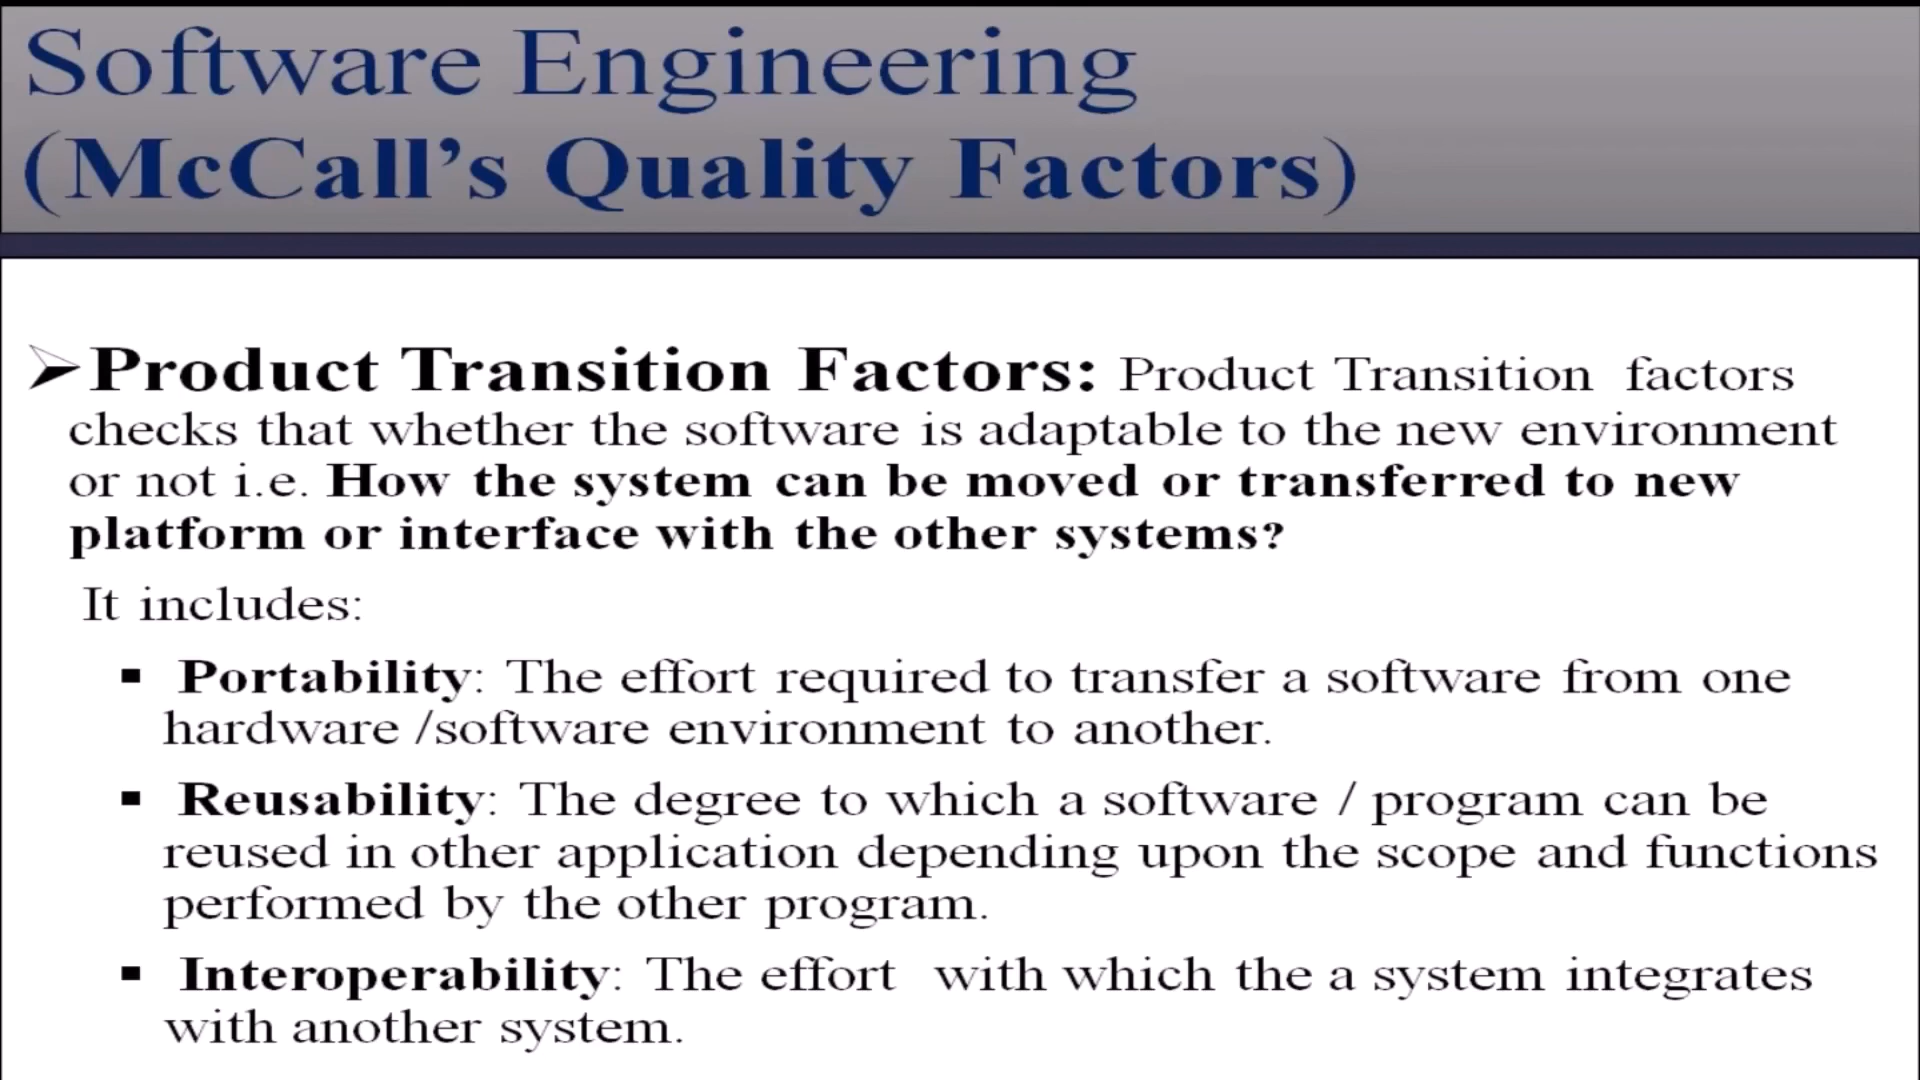 Software Engineering
(McCall’s Quality Factors)
➢Product Transition Factors: Product Transition factors
checks that whether the software is adaptable to the new environment
or not i.e. How the system can be moved or transferred to new
platform or interface with the other systems?
It includes:
▪ Portability: The effort required to transfer a software from one
hardware /software environment to another.
▪ Reusability: The degree to which a software / program can be
reused in other application depending upon the scope and functions
performed by the other program.
▪ Interoperability: The effort with which the a system integrates
with another system.